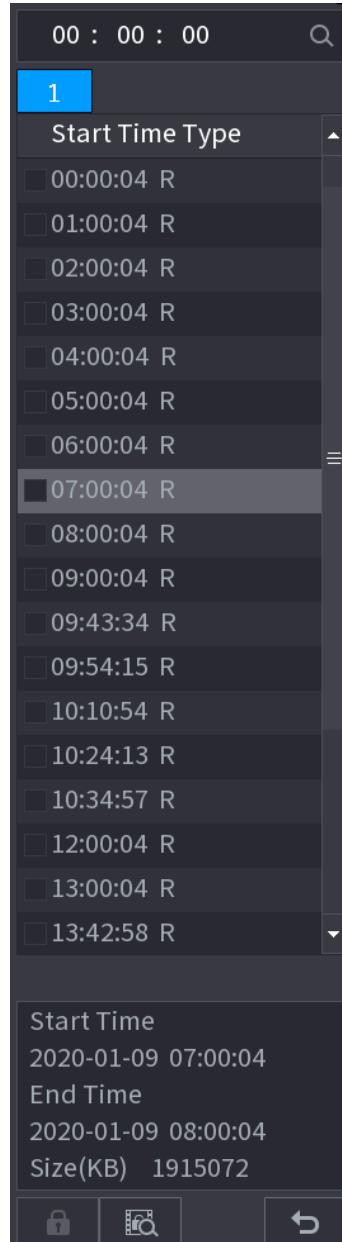 00 : 00 : 00
1
Start Time Type
00:00:04 R
01:00:04 R
02:00:04 R
03:00:04 R
04:00:04 R
05:00:04 R
06:00:04 R
07:00:04 R
08:00:04 R
09:00:04 R
09:43:34 R
09:54:15 R
10:10:54 R
10:24:13 R
10:34:57 R
12:00:04 R
13:00:04 R
13:42:58 R
Start Time
2020-01-09 07:00:04
End Time
2020-01-09 08:00:04
Size(KB) 1915072